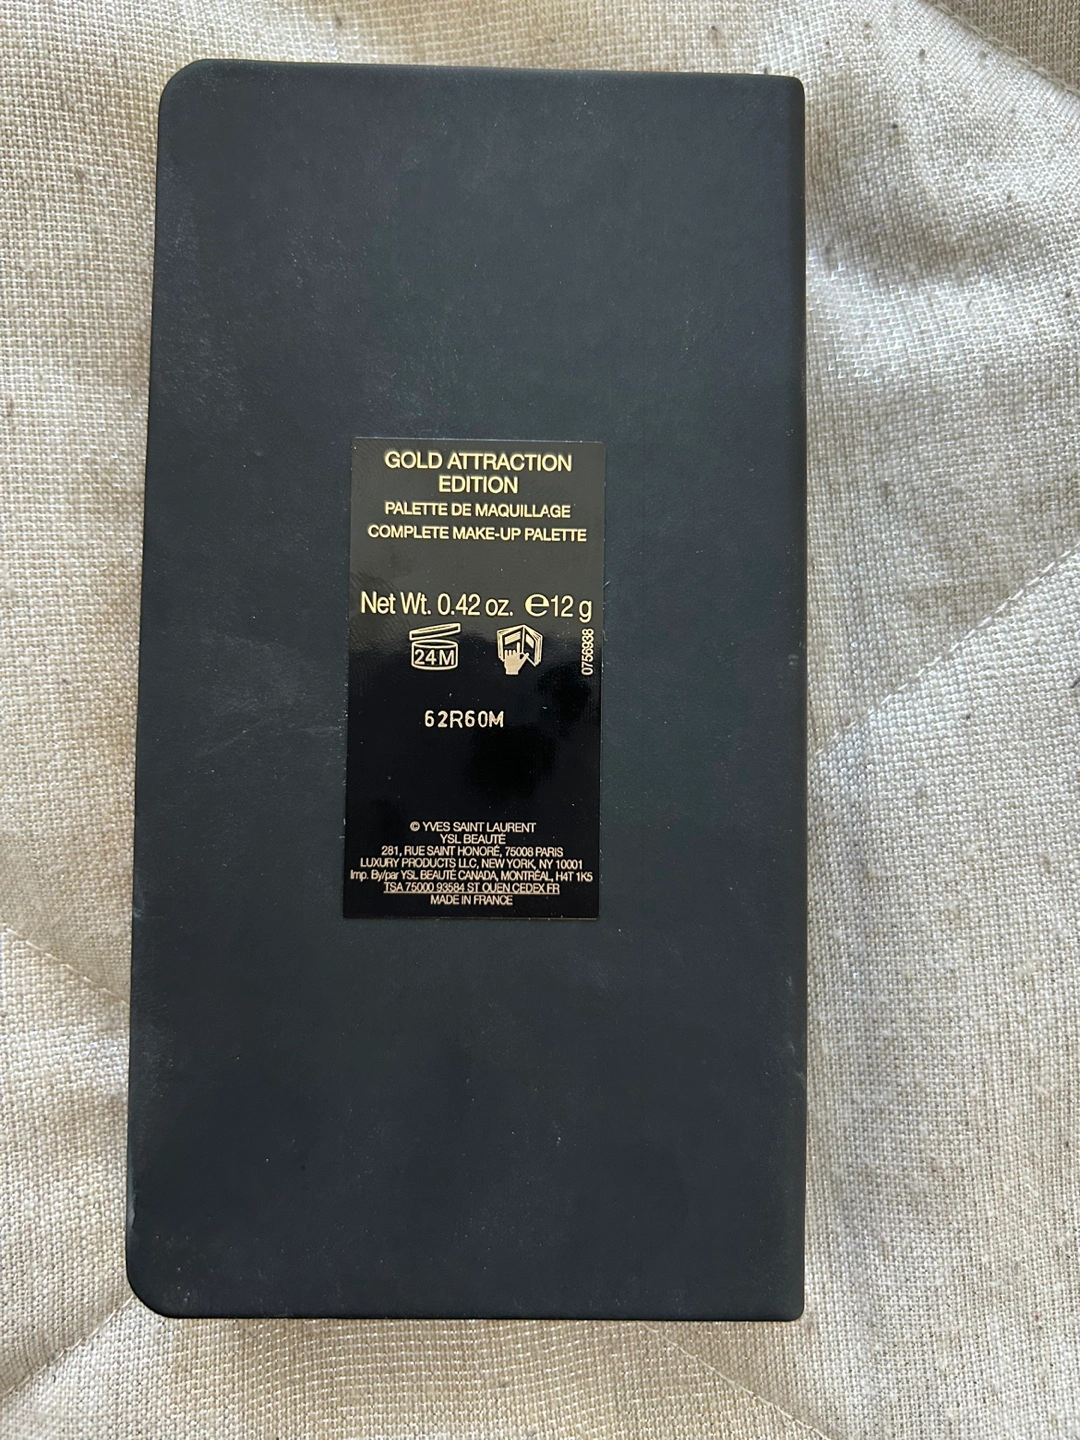 GOLD ATTRACTION
EDITION
PALETTE DE MAQUILLAGE
COMPLETE MAKE-UP PALETTE
Net Wt. 0.42 oz. ℮12 g
24M
0756938
62R60M
© YVES SAINT LAURENT
YSL BEAUTÉ
281, RUE SAINT HONORÉ, 75008 PARIS
LUXURY PRODUCTS LLC, NEW YORK, NY 10001
Imp. By/par YSL BEAUTÉ CANADA, MONTRÉAL, H4T 1K5
TSA 75000 93584 ST OUEN CEDEX FR
MADE IN FRANCE